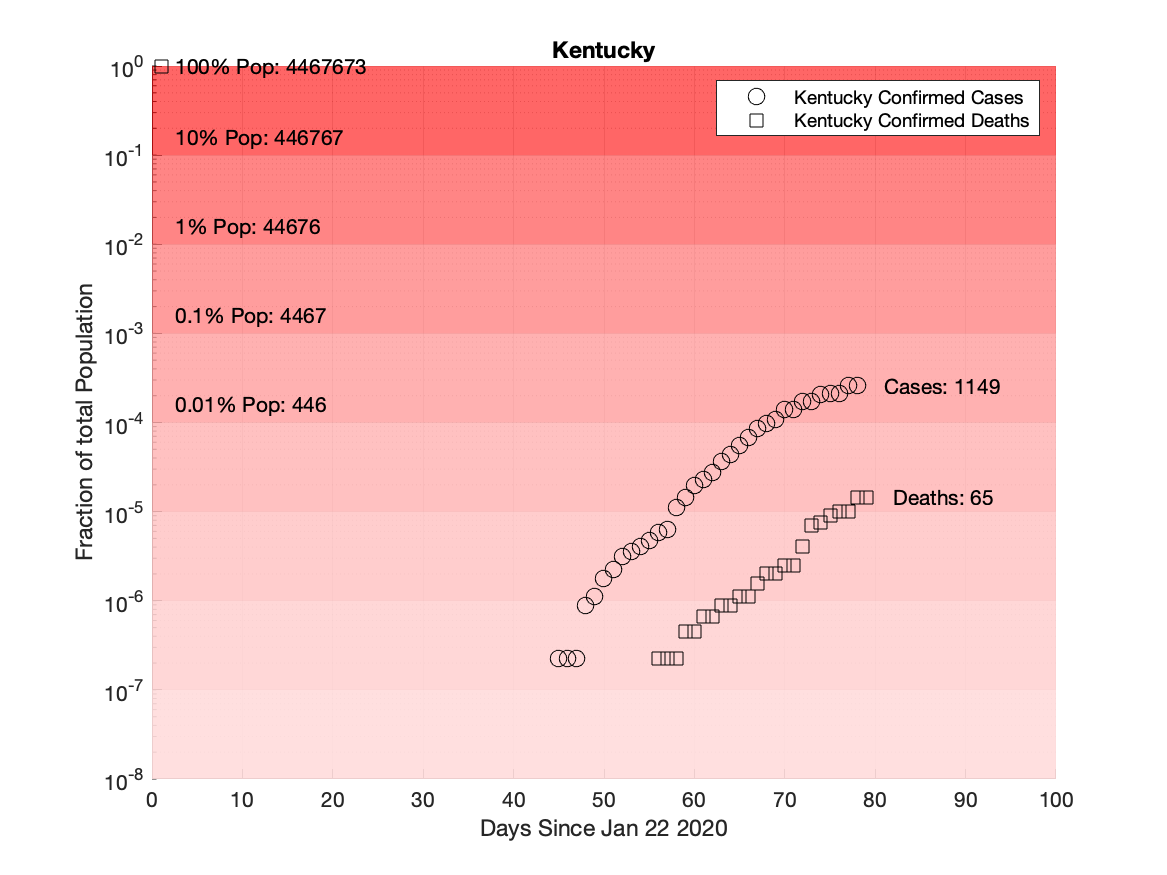 Kentucky
10^0
100% Pop: 4467673
Kentucky Confirmed Cases
Kentucky Confirmed Deaths
10% Pop: 446767
10^-1
1% Pop: 44676
10^-2
0.1% Pop: 4467
10^-3
Cases: 1149
0.01% Pop: 446
10^-4
Deaths: 65
10^-5
10^-6
10^-7
10^-8
Fraction of total Population
0 10 20 30 40 50 60 70 80 90 100
Days Since Jan 22 2020